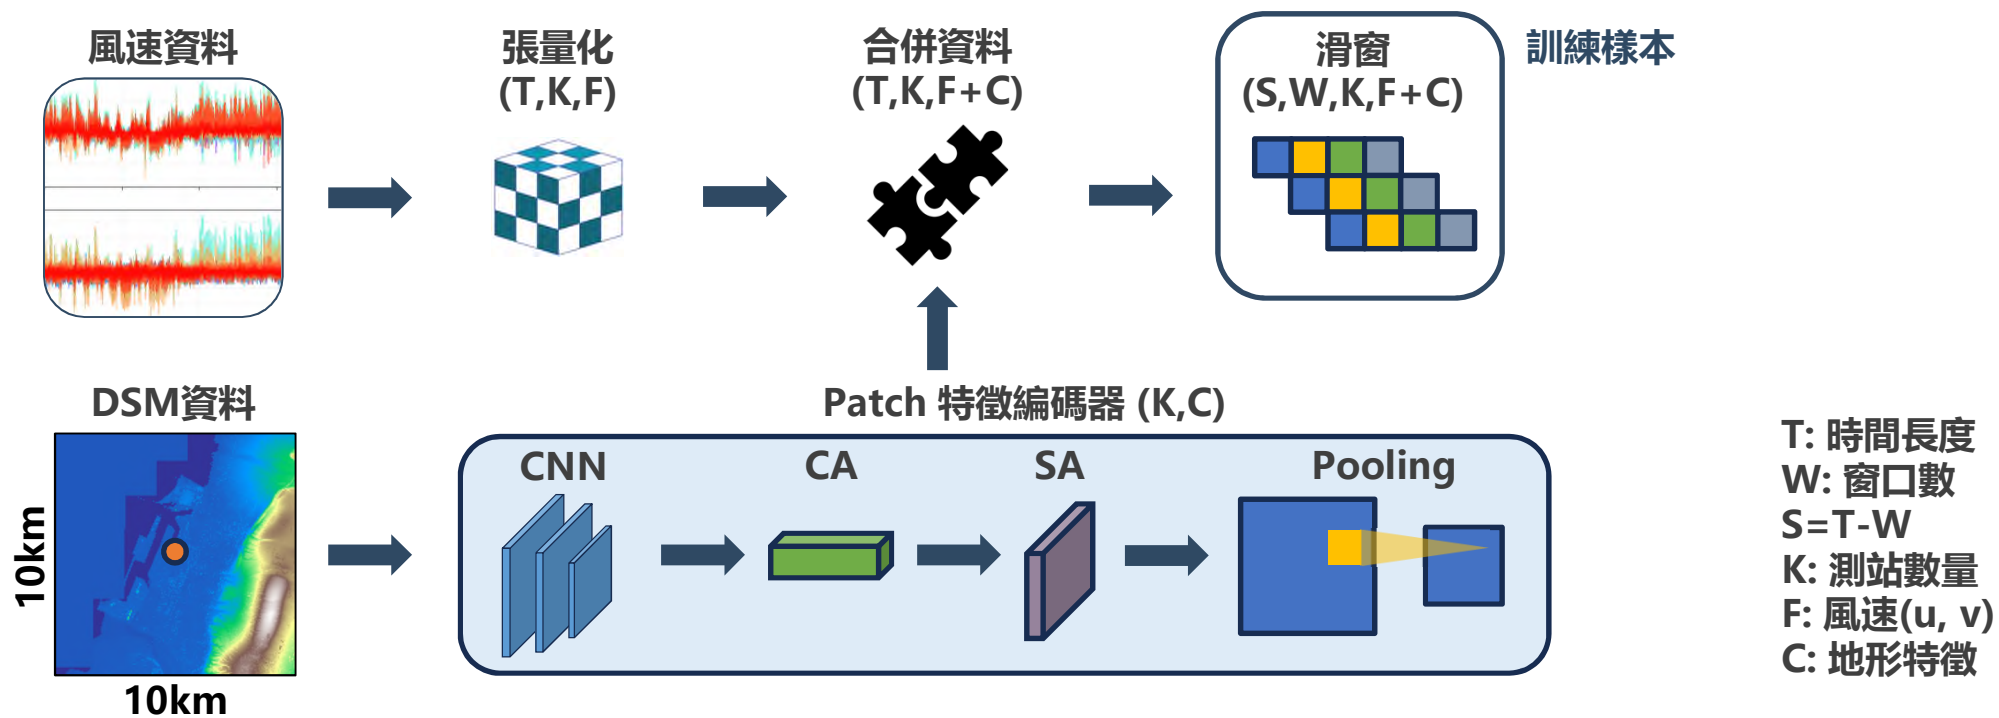 風速資料
張量化
(T,K,F)
合併資料
(T,K,F+C)
滑窗
(S,W,K,F+C)
訓練樣本
DSM資料
10km
10km
Patch 特徵編碼器 (K,C)
CNN
CA
SA
Pooling
T: 時間長度
W: 窗口數
S=T-W
K: 測站數量
F: 風速(u, v)
C: 地形特徵